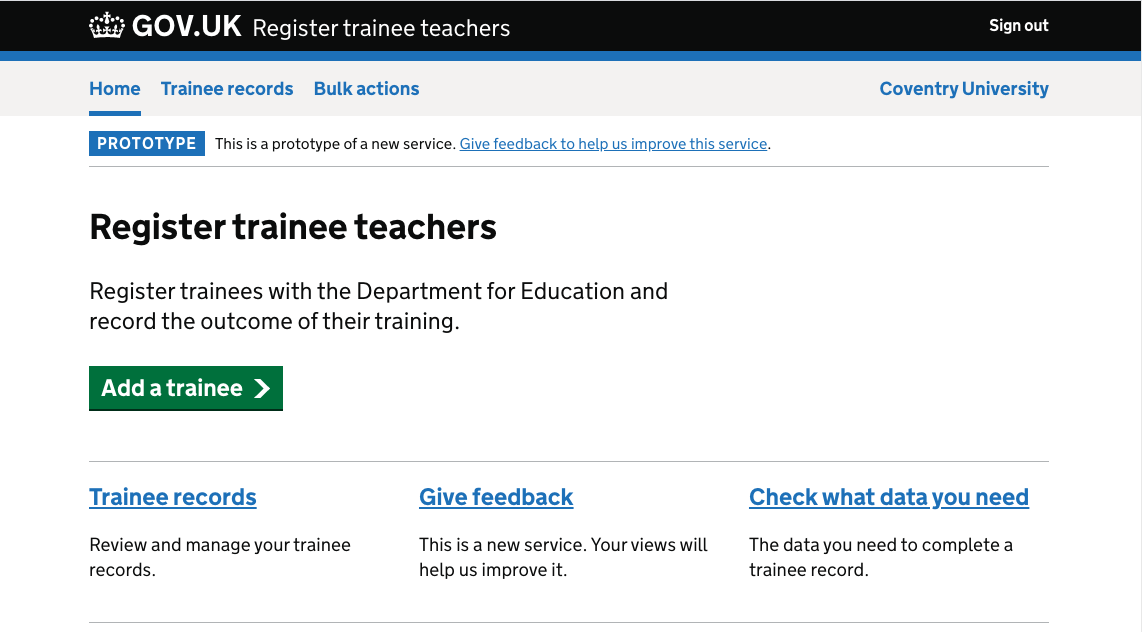 GOV.UK Register trainee teachers Sign out
Home Trainee records Bulk actions Coventry University
PROTOTYPE This is a prototype of a new service. Give feedback to help us improve this service.
Register trainee teachers
Register trainees with the Department for Education and
record the outcome of their training.
Add a trainee
Trainee records
Review and manage your trainee
records.
Give feedback
This is a new service. Your views will
help us improve it.
Check what data you need
The data you need to complete a
trainee record.